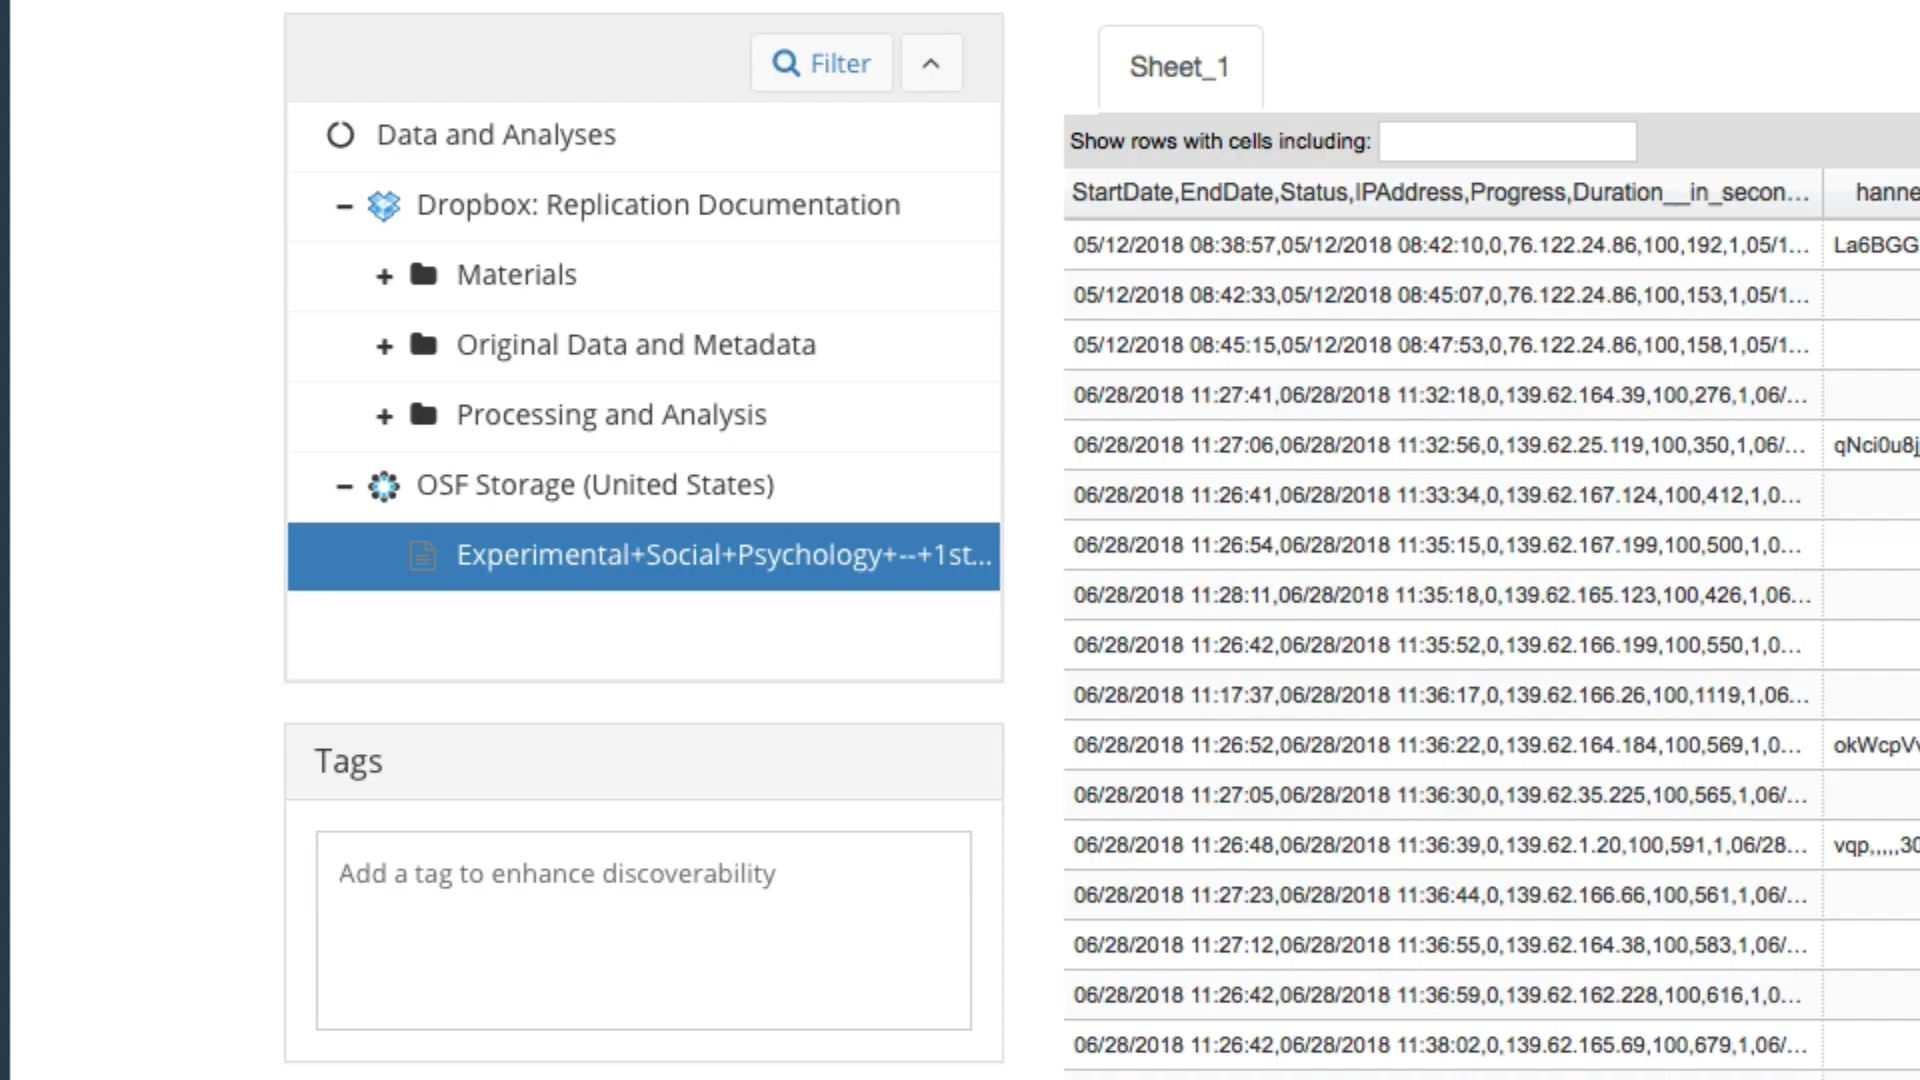 Filter
Data and Analyses
Dropbox: Replication Documentation
Materials
Original Data and Metadata
Processing and Analysis
OSF Storage (United States)
Experimental+Social+Psychology+--+1st...
Tags
Add a tag to enhance discoverability
Sheet_1
Show rows with cells including:
StartDate,EndDate,Status,IPAddress,Progress,Duration__in_secon... hanne
05/12/2018 08:38:57,05/12/2018 08:42:10,0,76.122.24.86,100,192,1,05/1... La6BGG
05/12/2018 08:42:33,05/12/2018 08:45:07,0,76.122.24.86,100,153,1,05/1...
05/12/2018 08:45:15,05/12/2018 08:47:53,0,76.122.24.86,100,158,1,05/1...
06/28/2018 11:27:41,06/28/2018 11:32:18,0,139.62.164.39,100,276,1,06/...
06/28/2018 11:27:06,06/28/2018 11:32:56,0,139.62.25.119,100,350,1,06/... qNci0u8j
06/28/2018 11:26:41,06/28/2018 11:33:34,0,139.62.167.124,100,412,1,0...
06/28/2018 11:26:54,06/28/2018 11:35:15,0,139.62.167.199,100,500,1,0...
06/28/2018 11:28:11,06/28/2018 11:35:18,0,139.62.165.123,100,426,1,06...
06/28/2018 11:26:42,06/28/2018 11:35:52,0,139.62.166.199,100,550,1,0...
06/28/2018 11:17:37,06/28/2018 11:36:17,0,139.62.166.26,100,1119,1,06...
06/28/2018 11:26:52,06/28/2018 11:36:22,0,139.62.164.184,100,569,1,0... okWcpVv
06/28/2018 11:27:05,06/28/2018 11:36:30,0,139.62.35.225,100,565,1,06/...
06/28/2018 11:26:48,06/28/2018 11:36:39,0,139.62.1.20,100,591,1,06/28... vqp,,,,,30
06/28/2018 11:27:23,06/28/2018 11:36:44,0,139.62.166.66,100,561,1,06/...
06/28/2018 11:27:12,06/28/2018 11:36:55,0,139.62.164.38,100,583,1,06/...
06/28/2018 11:26:42,06/28/2018 11:36:59,0,139.62.162.228,100,616,1,0...
06/28/2018 11:26:42,06/28/2018 11:38:02,0,139.62.165.69,100,679,1,06/...